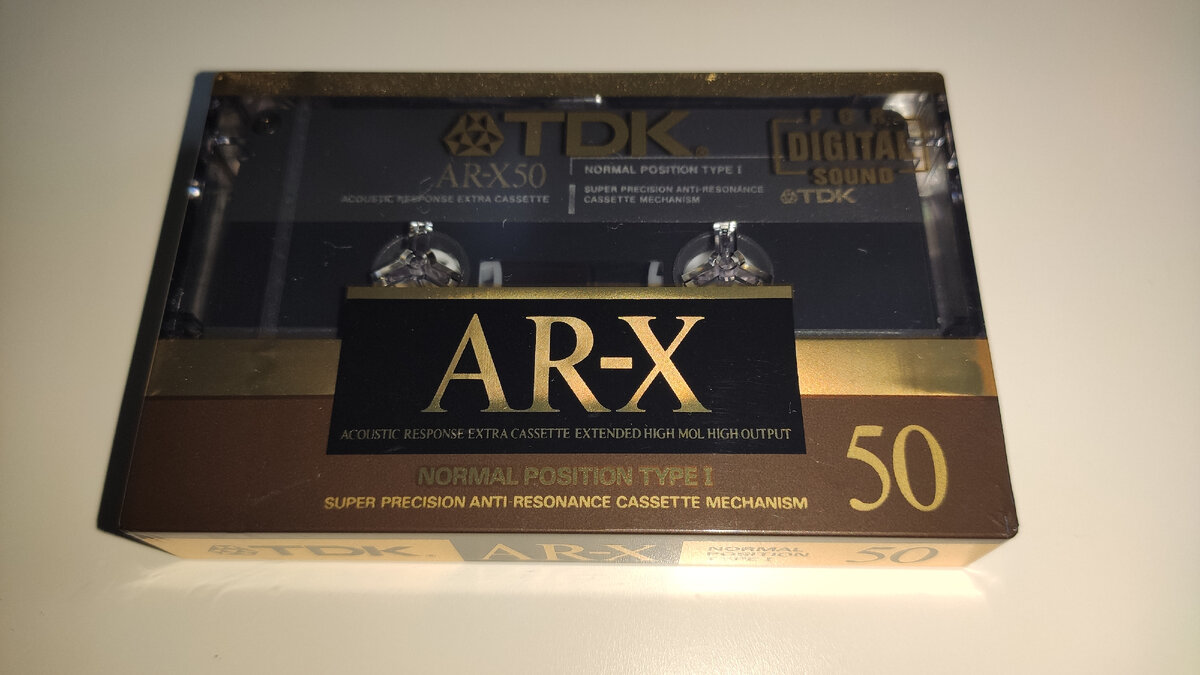 TDK
FOR
DIGITAL
SOUND
TDK
AR-X50
NORMAL POSITION TYPE I
ACOUSTIC RESPONSE EXTRA CASSETTE
SUPER PRECISION ANTI-RESONANCE
CASSETTE MECHANISM
AR-X
ACOUSTIC RESPONSE EXTRA CASSETTE EXTENDED HIGH MOL HIGH OUTPUT
NORMAL POSITION TYPE I
SUPER PRECISION ANTI-RESONANCE CASSETTE MECHANISM
50
TDK
AR-X
NORMAL
POSITION
TYPE I
50